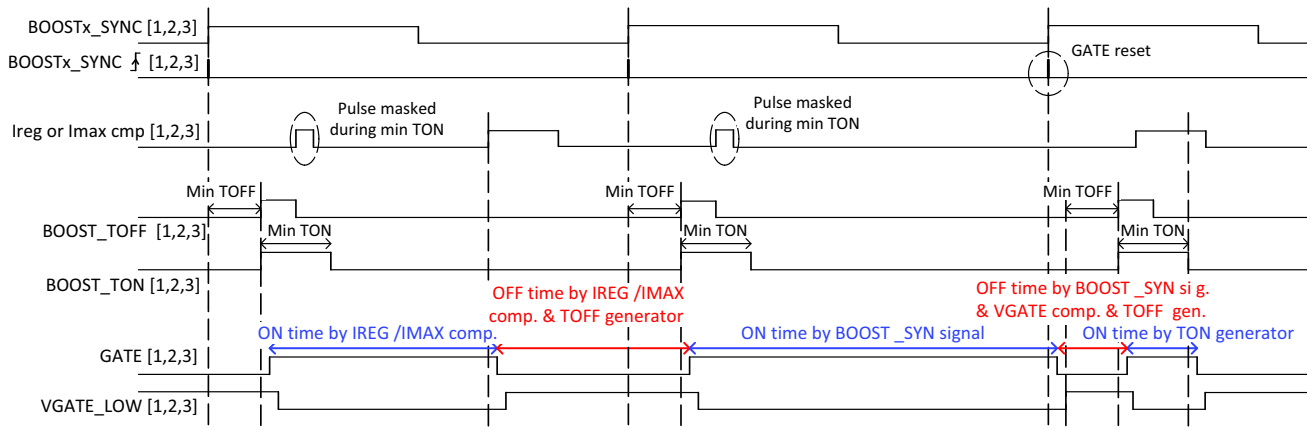 BOOSTx_SYNC [1,2,3]
BOOSTx_SYNC [1,2,3]
GATE reset
Pulse masked
during min TON
Pulse masked
during min TON
Ireg or Imax cmp [1,2,3]
Min TOFF
Min TOFF
Min TOFF
BOOST_TOFF [1,2,3]
Min TON
Min TON
Min TON
BOOST_TON [1,2,3]
OFF time by IREG /IMAX
comp. & TOFF generator
OFF time by BOOST _SYN si g.
& VGATE comp. & TOFF gen.
ON time by IREG /IMAX comp.
ON time by BOOST _SYN signal
ON time by TON generator
GATE [1,2,3]
VGATE_LOW [1,2,3]